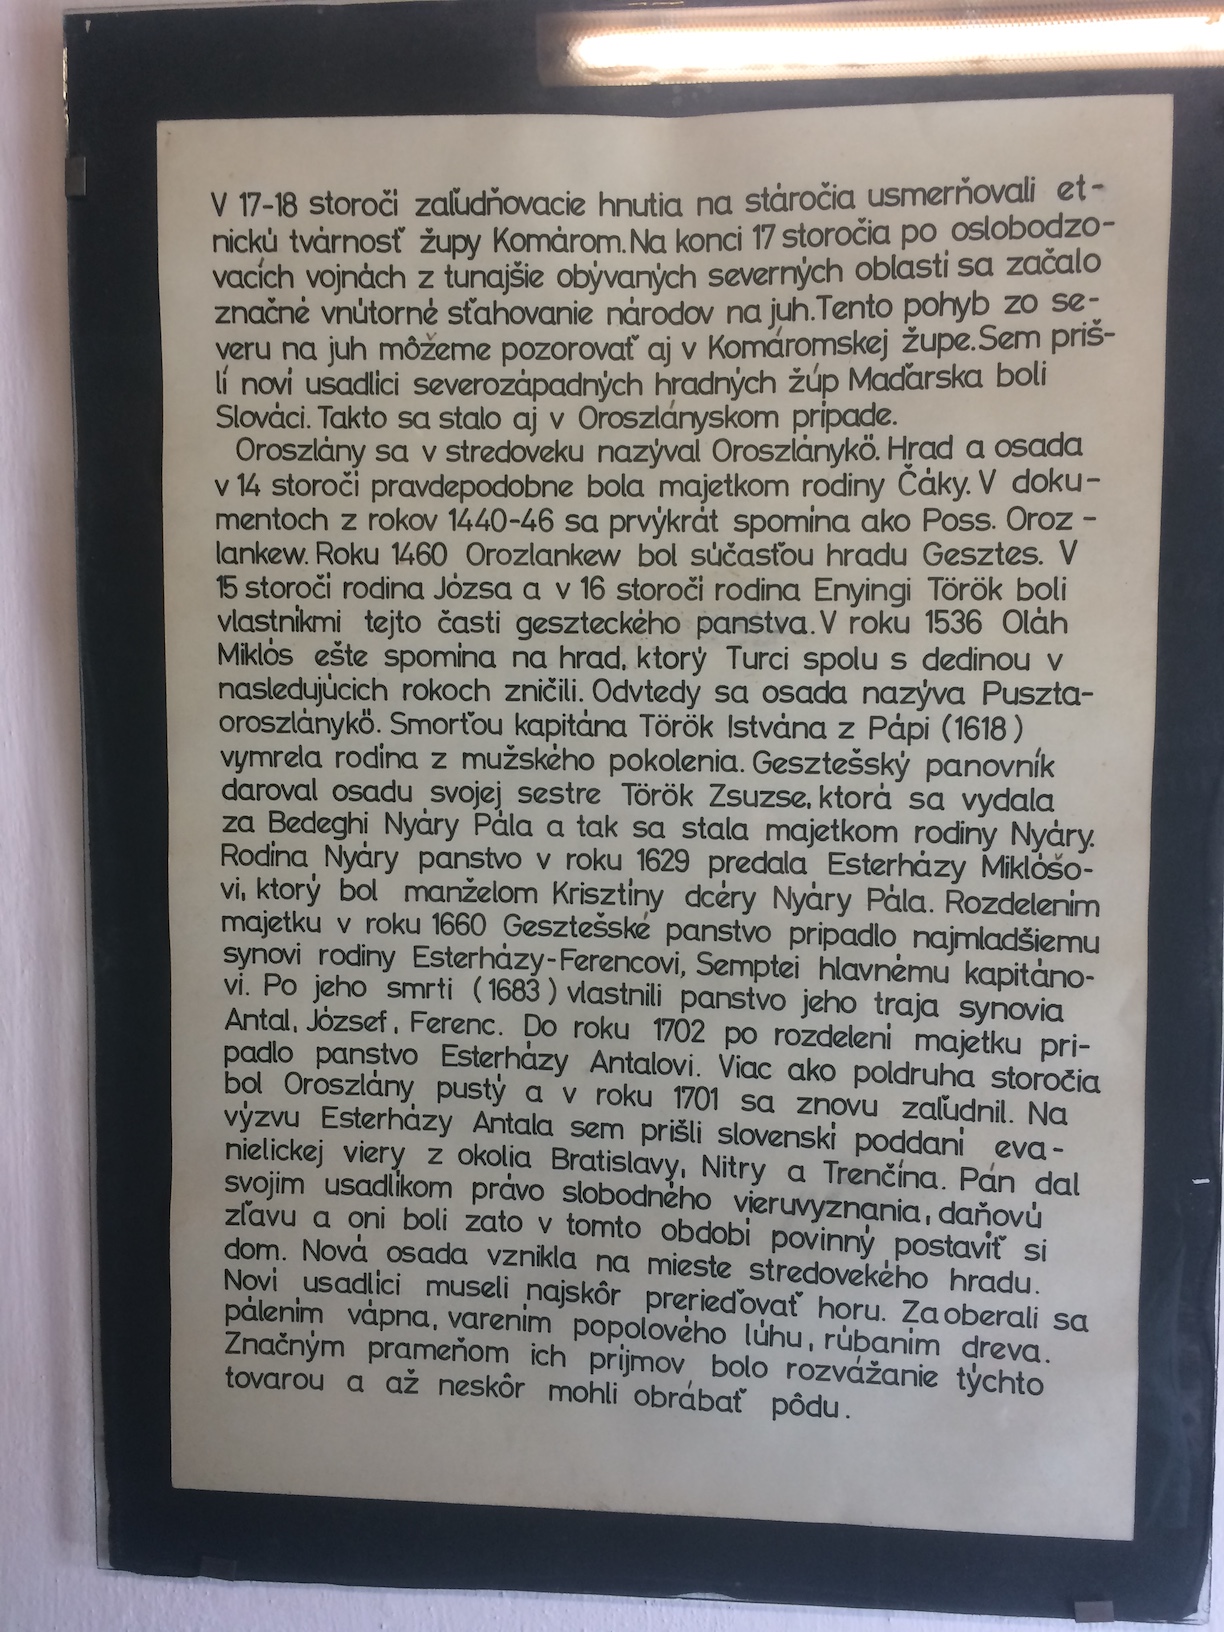 V 17-18 storočí zaľudňovacie hnutia na stáročia usmerňovali et-
nickú tvárnosť župy Komárom. Na konci 17 storočia po oslobodzo-
vacích vojnách z tunajšie obývaných severných oblastí sa začalo
značné vnútorné sťahovanie národov na juh. Tento pohyb zo se-
veru na juh môžeme pozorovať aj v Komáromskej župe. Sem priš-
lí noví usadlíci severozápadných hradných žúp Maďarska boli
Slováci. Takto sa stalo aj v Oroszlányskom prípade.
Oroszlány sa v stredoveku nazýval Oroszlánykő. Hrad a osada
v 14 storočí pravdepodobne bola majetkom rodiny Čáky. V doku-
mentoch z rokov 1440-46 sa prvýkrát spomína ako Poss. Oroz-
lankew. Roku 1460 Orozlankew bol súčasťou hradu Gesztes. V
15 storočí rodina Józsa a v 16 storočí rodina Enyingi Török boli
vlastníkmi tejto časti geszteckého panstva. V roku 1536 Oláh
Miklós ešte spomína na hrad, ktorý Turci spolu s dedinou v
nasledujúcich rokoch zničili. Odvtedy sa osada nazýva Puszta-
oroszlánykő. Smorťou kapitána Török Istvána z Pápi (1618)
vymrela rodina z mužského pokolenia. Gesztešský panovník
daroval osadu svojej sestre Török Zsuzse, ktorá sa vydala
za Bedeghi Nyáry Pála a tak sa stala majetkom rodiny Nyáry.
Rodina Nyáry panstvo v roku 1629 predala Esterházy Miklóšo-
vi, ktorý bol manželom Krisztíny dcéry Nyáry Pála. Rozdelením
majetku v roku 1660 Gesztešské panstvo pripadlo najmladšiemu
synovi rodiny Esterházy-Ferencovi, Semptei hlavnému kapitáno-
vi. Po jeho smrti (1683) vlastnili panstvo jeho traja synovia
Antal, József, Ferenc. Do roku 1702 po rozdelení majetku pri-
padlo panstvo Esterházy Antalovi. Viac ako poldruha storočia
bol Oroszlány pustý a v roku 1701 sa znovu zaľudnil. Na
výzvu Esterházy Antala sem prišli slovenskí poddaní eva-
nielickej viery z okolia Bratislavy, Nitry a Trenčína. Pán dal
svojim usadlíkom právo slobodného vieruvyznania, daňovú
zľavu a oni boli zato v tomto období povinný postaviť si
dom. Nová osada vznikla na mieste stredovekého hradu.
Noví usadlíci museli najskôr prerieďovať horu. Zaoberali sa
pálením vápna, varením popolového lúhu, rúbaním dreva.
Značným prameňom ich príjmov bolo rozvážanie týchto
tovarou a až neskôr mohli obrábať pôdu.